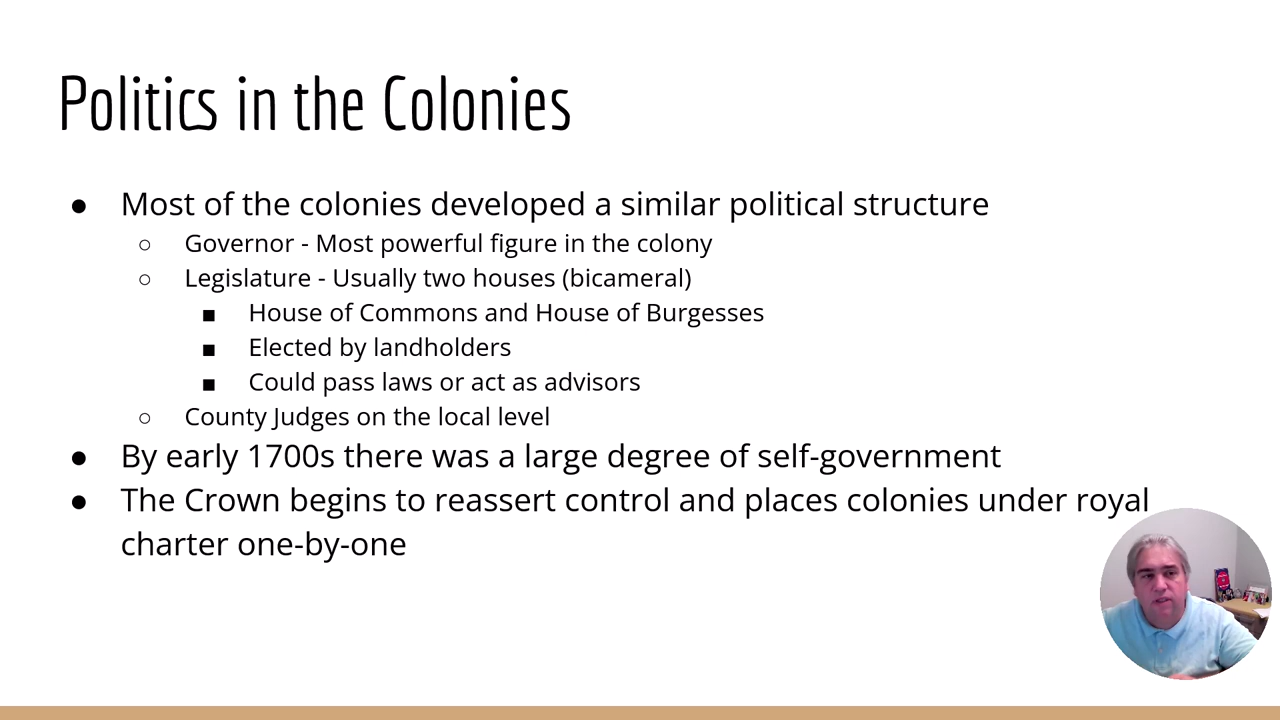 Politics in the Colonies
● Most of the colonies developed a similar political structure
○ Governor - Most powerful figure in the colony
○ Legislature - Usually two houses (bicameral)
■ House of Commons and House of Burgesses
■ Elected by landholders
■ Could pass laws or act as advisors
○ County Judges on the local level
● By early 1700s there was a large degree of self-government
● The Crown begins to reassert control and places colonies under royal
charter one-by-one